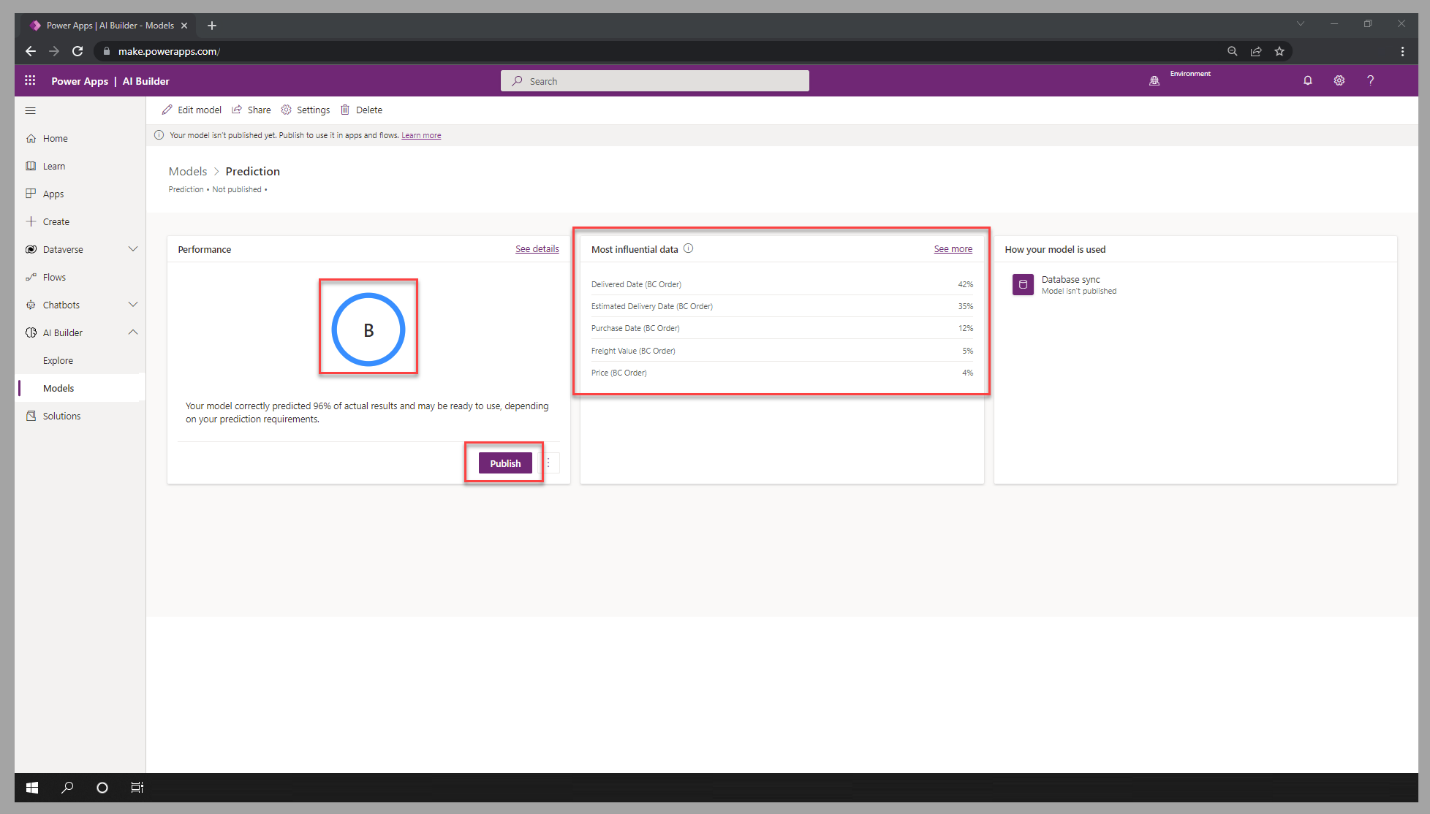 Power Apps | AI Builder - Models
make.powerapps.com/
Power Apps | AI Builder
Search
Environment
Edit model Share Settings Delete
Your model isn't published yet. Publish to use it in apps and flows. Learn more
Home
Learn
Apps
Create
Dataverse
Flows
Chatbots
AI Builder
Explore
Models
Solutions
Models > Prediction
Prediction • Not published •
Performance See details
B
Your model correctly predicted 96% of actual results and may be ready to use, depending
on your prediction requirements.
Publish
Most influential data See more
Delivered Date (BC Order) 42%
Estimated Delivery Date (BC Order) 35%
Purchase Date (BC Order) 12%
Freight Value (BC Order) 5%
Price (BC Order) 4%
How your model is used
Database sync
Model isn't published